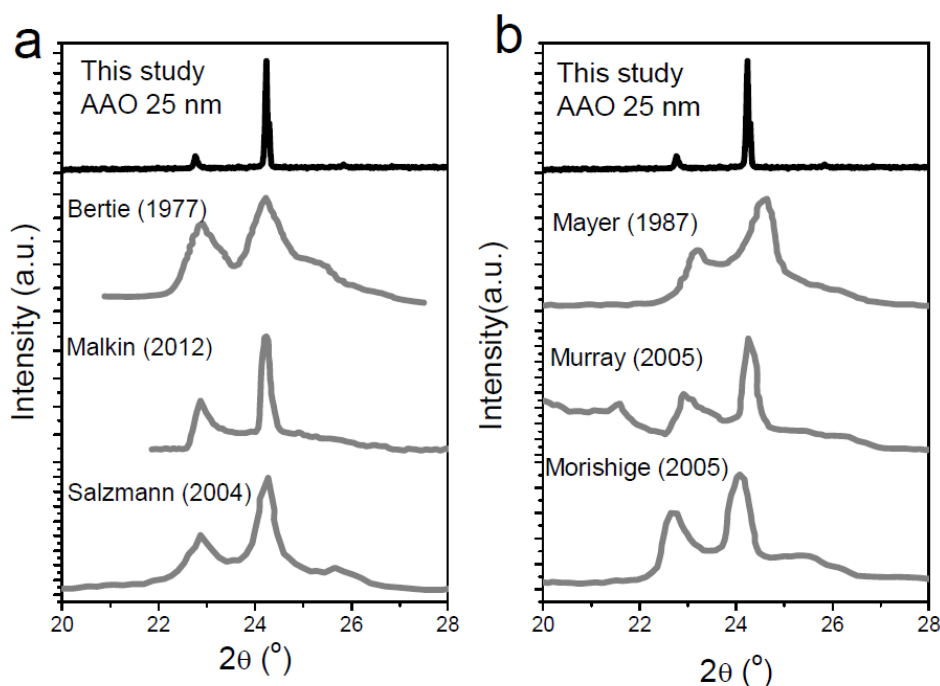 a
This study
AAO 25 nm
Bertie (1977)
Malkin (2012)
Salzmann (2004)
Intensity (a.u.)
20 22 24 26 28
2θ (°)
b
This study
AAO 25 nm
Mayer (1987)
Murray (2005)
Morishige (2005)
Intensity(a.u.)
20 22 24 26 28
2θ (°)